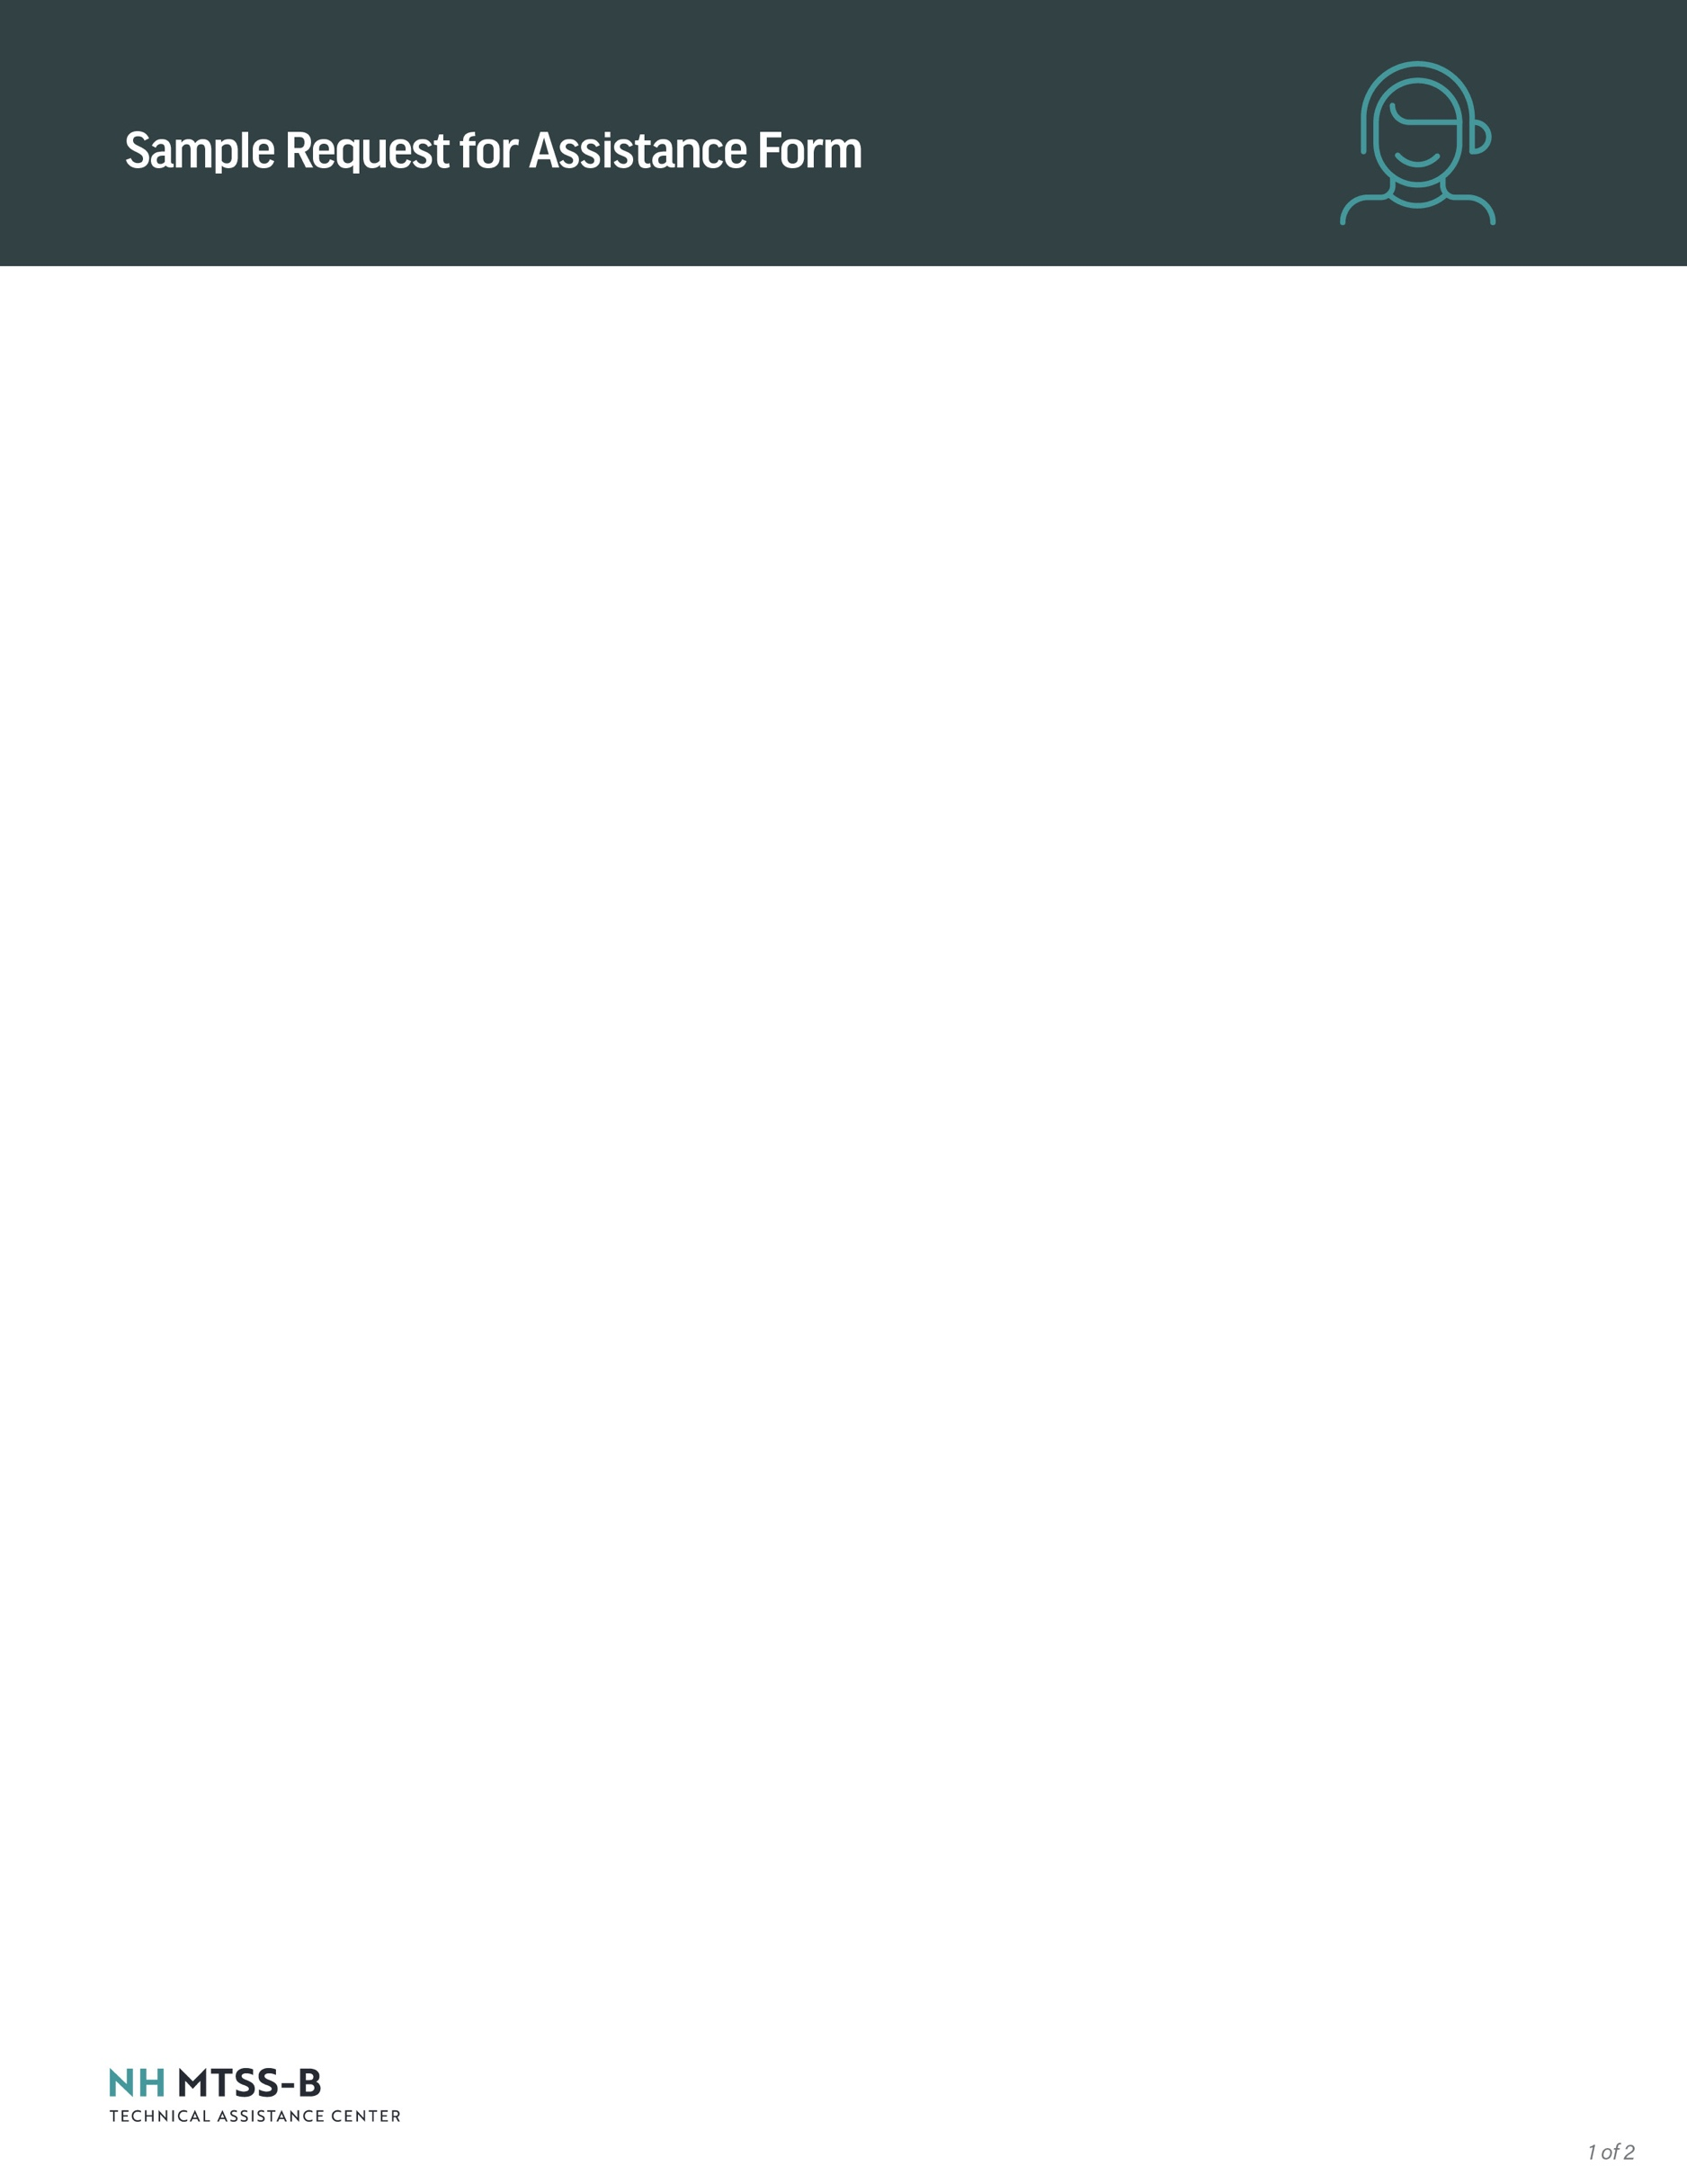 Sample Request for Assistance Form
NH MTSS-B
TECHNICAL ASSISTANCE CENTER
1 of 2